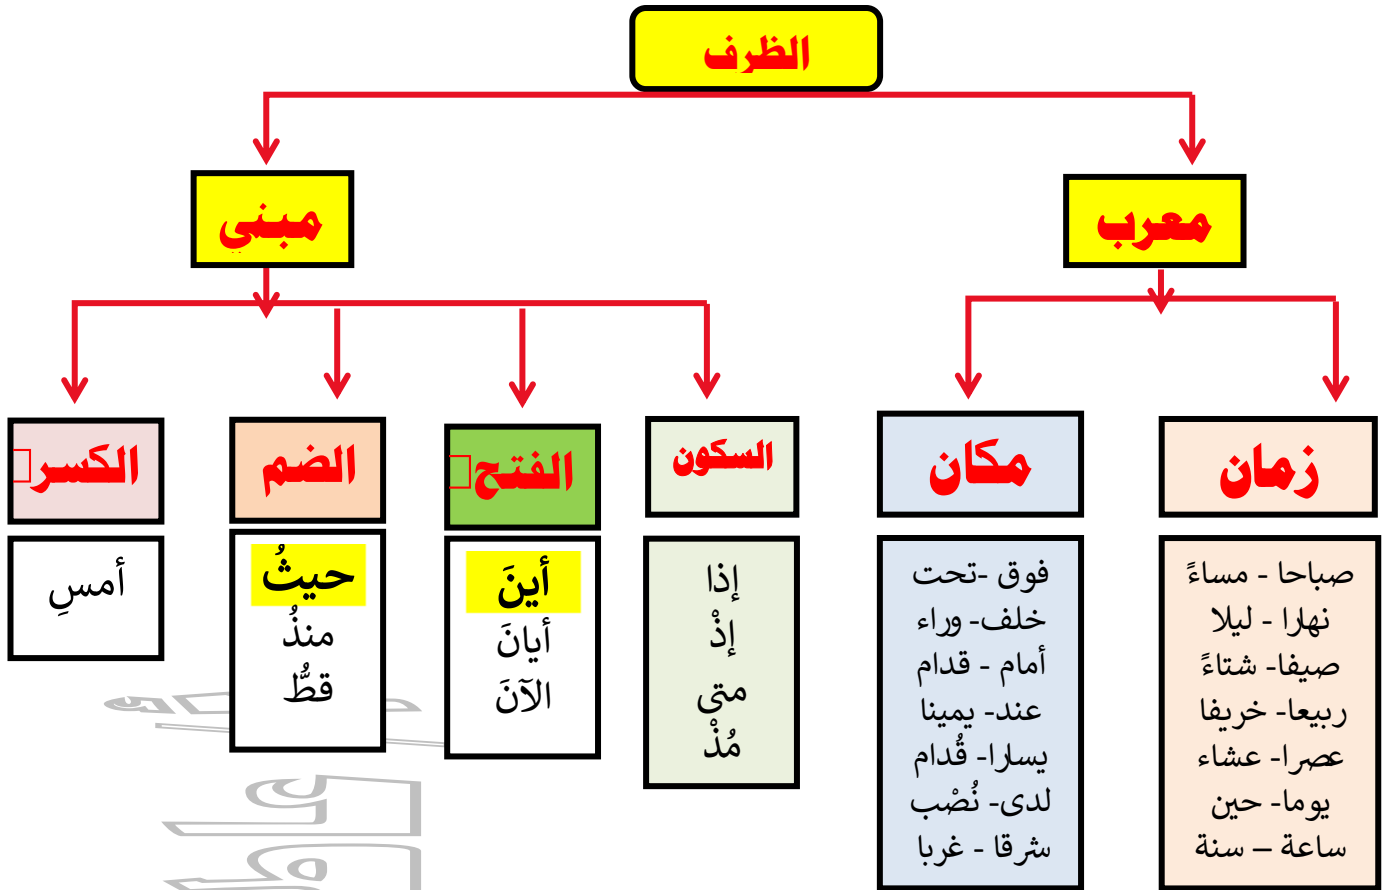 الظرف
معرب
مبني
زمان
مكان
السكون
الفتح
الضم
الكسر
صباحا - مساءً
نهارا - ليلا
صيفا- شتاءً
ربيعا- خريفا
عصرا- عشاء
يوما- حين
ساعة – سنة
فوق -تحت
خلف- وراء
أمام - قدام
عند- يمينا
يسارا- قُدام
لدى- نُصْب
شرقا - غربا
إذا
إذْ
متى
مُذْ
أينَ
أيانَ
الآنَ
حيثُ
منذُ
قطُّ
أمسِ